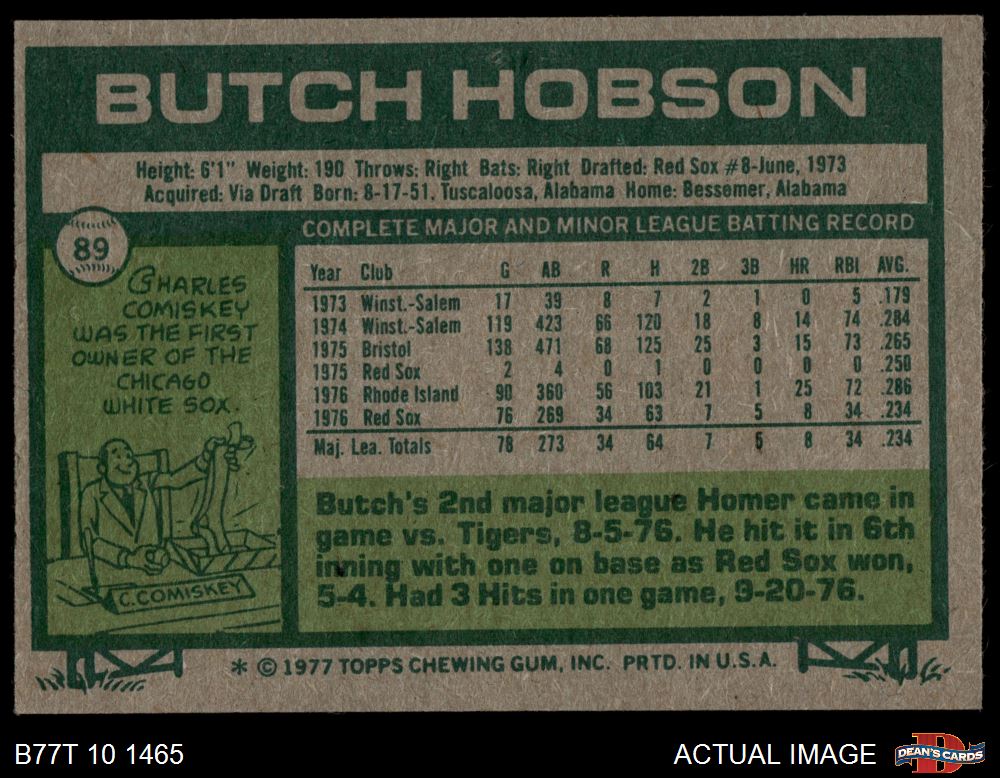 BUTCH HOBSON
Height: 6'1" Weight: 190 Throws: Right Bats: Right Drafted: Red Sox #8-June, 1973
Acquired: Via Draft Born: 8-17-51, Tuscaloosa, Alabama Home: Bessemer, Alabama
89
CHARLES
COMISKEY
WAS THE FIRST
OWNER OF THE
CHICAGO
WHITE SOX.
C. COMISKEY
COMPLETE MAJOR AND MINOR LEAGUE BATTING RECORD
Year Club G AB R H 2B 3B HR RBI AVG.
1973 Winst.-Salem 17 39 8 7 2 1 0 5 .179
1974 Winst.-Salem 119 423 66 120 18 8 14 74 .284
1975 Bristol 138 471 68 125 25 3 15 73 .265
1975 Red Sox 2 4 0 1 0 0 0 0 .250
1976 Rhode Island 90 360 56 103 21 1 25 72 .286
1976 Red Sox 76 269 34 63 7 5 8 34 .234
Maj. Lea. Totals 78 273 34 64 7 5 8 34 .234
Butch's 2nd major league Homer came in
game vs. Tigers, 8-5-76. He hit it in 6th
inning with one on base as Red Sox won,
5-4. Had 3 Hits in one game, 9-20-76.
* © 1977 TOPPS CHEWING GUM, INC. PRTD. IN U.S.A.
B77T 10 1465
ACTUAL IMAGE
DEAN'S CARDS